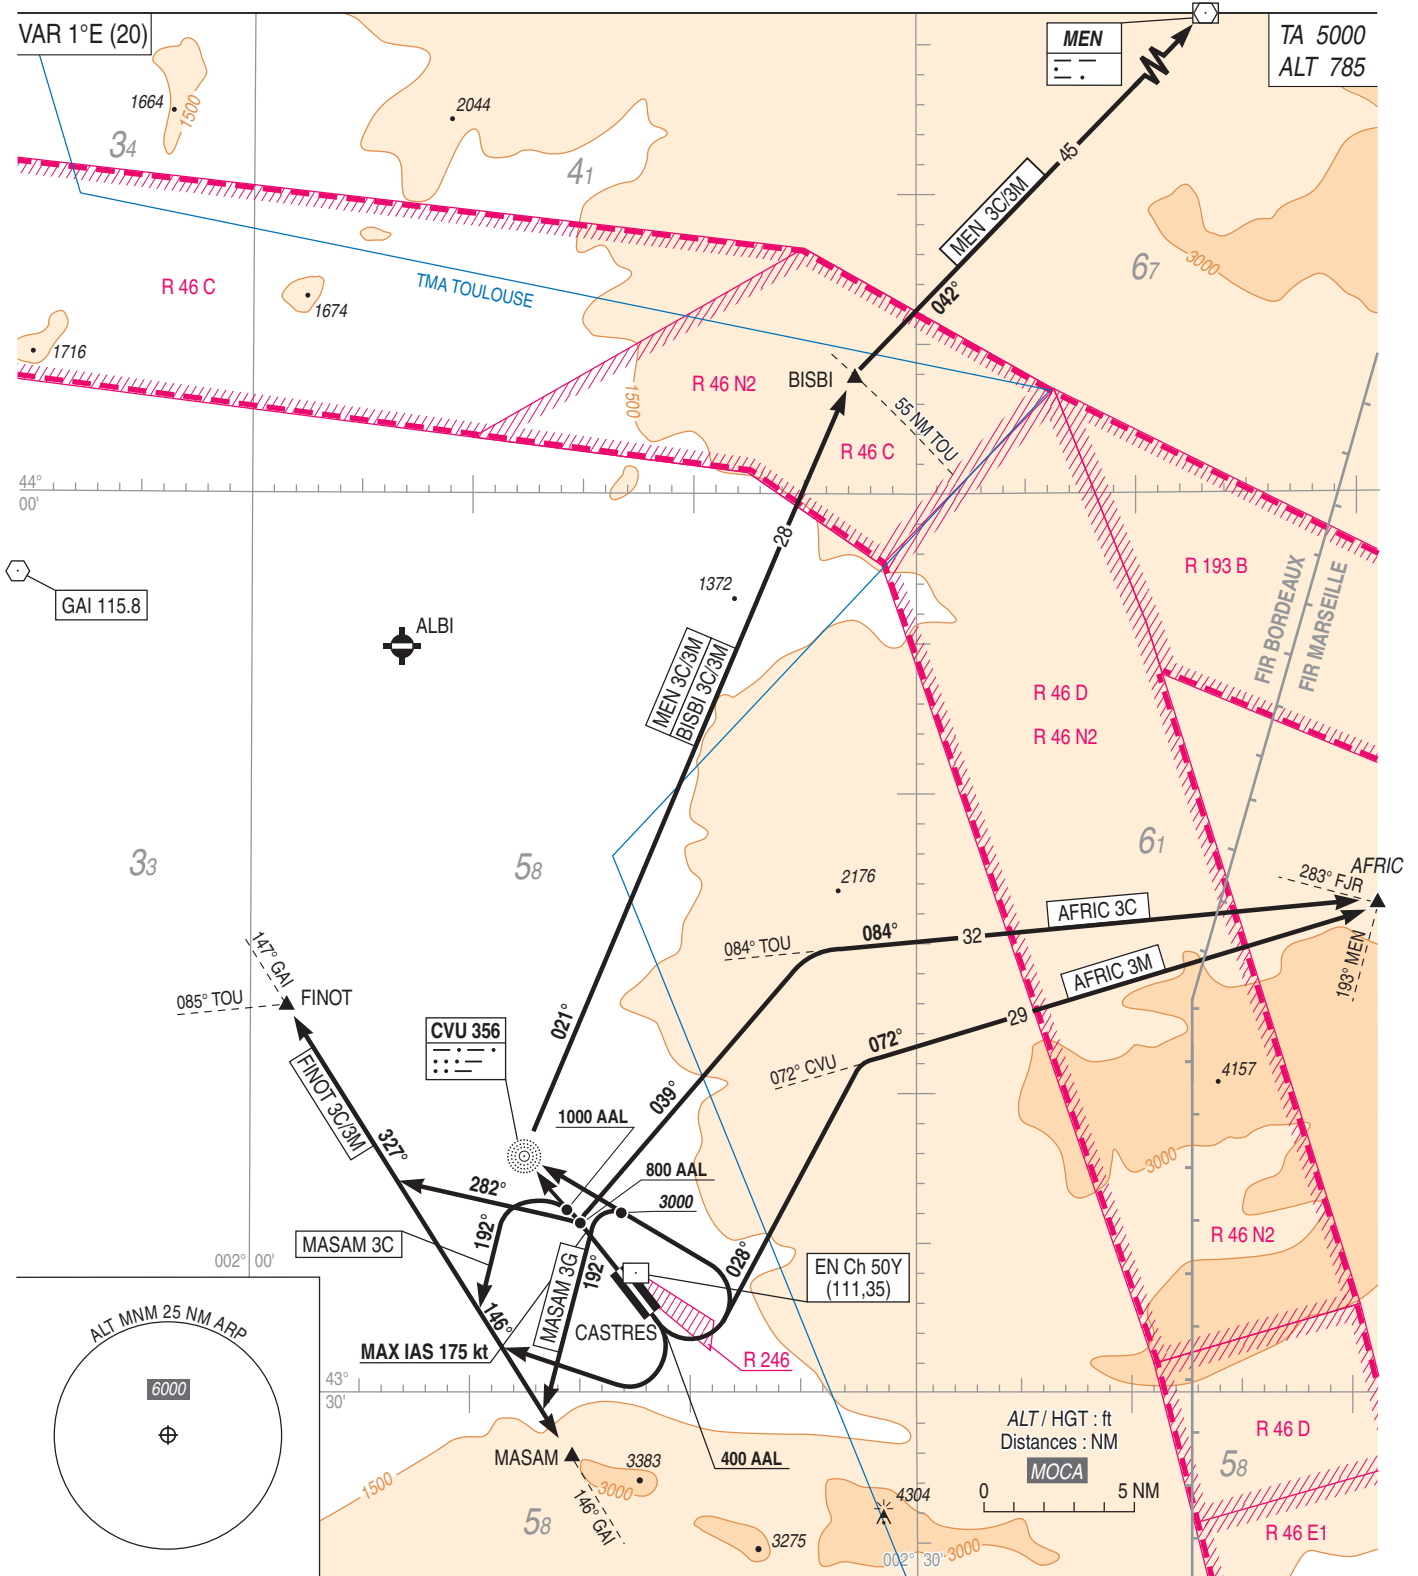 VAR 1°E (20)
MEN
TA 5000
ALT 785
1664
1500
2044
34
41
45
MEN 3C/3M
67
3000
R 46 C
TMA TOULOUSE
1674
042°
1716
BISBI
R 46 N2
1500
55 NM TOU
R 46 C
44°
00'
28
R 193 B
GAI 115.8
1372
FIR BORDEAUX
FIR MARSEILLE
ALBI
MEN 3C/3M
BISBI 3C/3M
R 46 D
R 46 N2
33
58
61
2176
283° FJR
AFRIC
AFRIC 3C
084°
32
084° TOU
147° GAI
AFRIC 3M
193° MEN
085° TOU
FINOT
29
CVU 356
021°
072°
072° CVU
4157
FINOT 3C/3M
039°
1000 AAL
327°
3000
800 AAL
282°
3000
192°
MASAM 3C
028°
R 46 N2
002° 00'
MASAM 3G
192°
EN Ch 50Y
(111,35)
ALT MNM 25 NM ARP
146°
CASTRES
MAX IAS 175 kt
R 246
6000
43°
30'
ALT / HGT : ft
Distances : NM
MOCA
R 46 D
MASAM
3383
400 AAL
58
1500
3000
0 5 NM
4304
146° GAI
58
R 46 E1
3275
002° 30'
3000